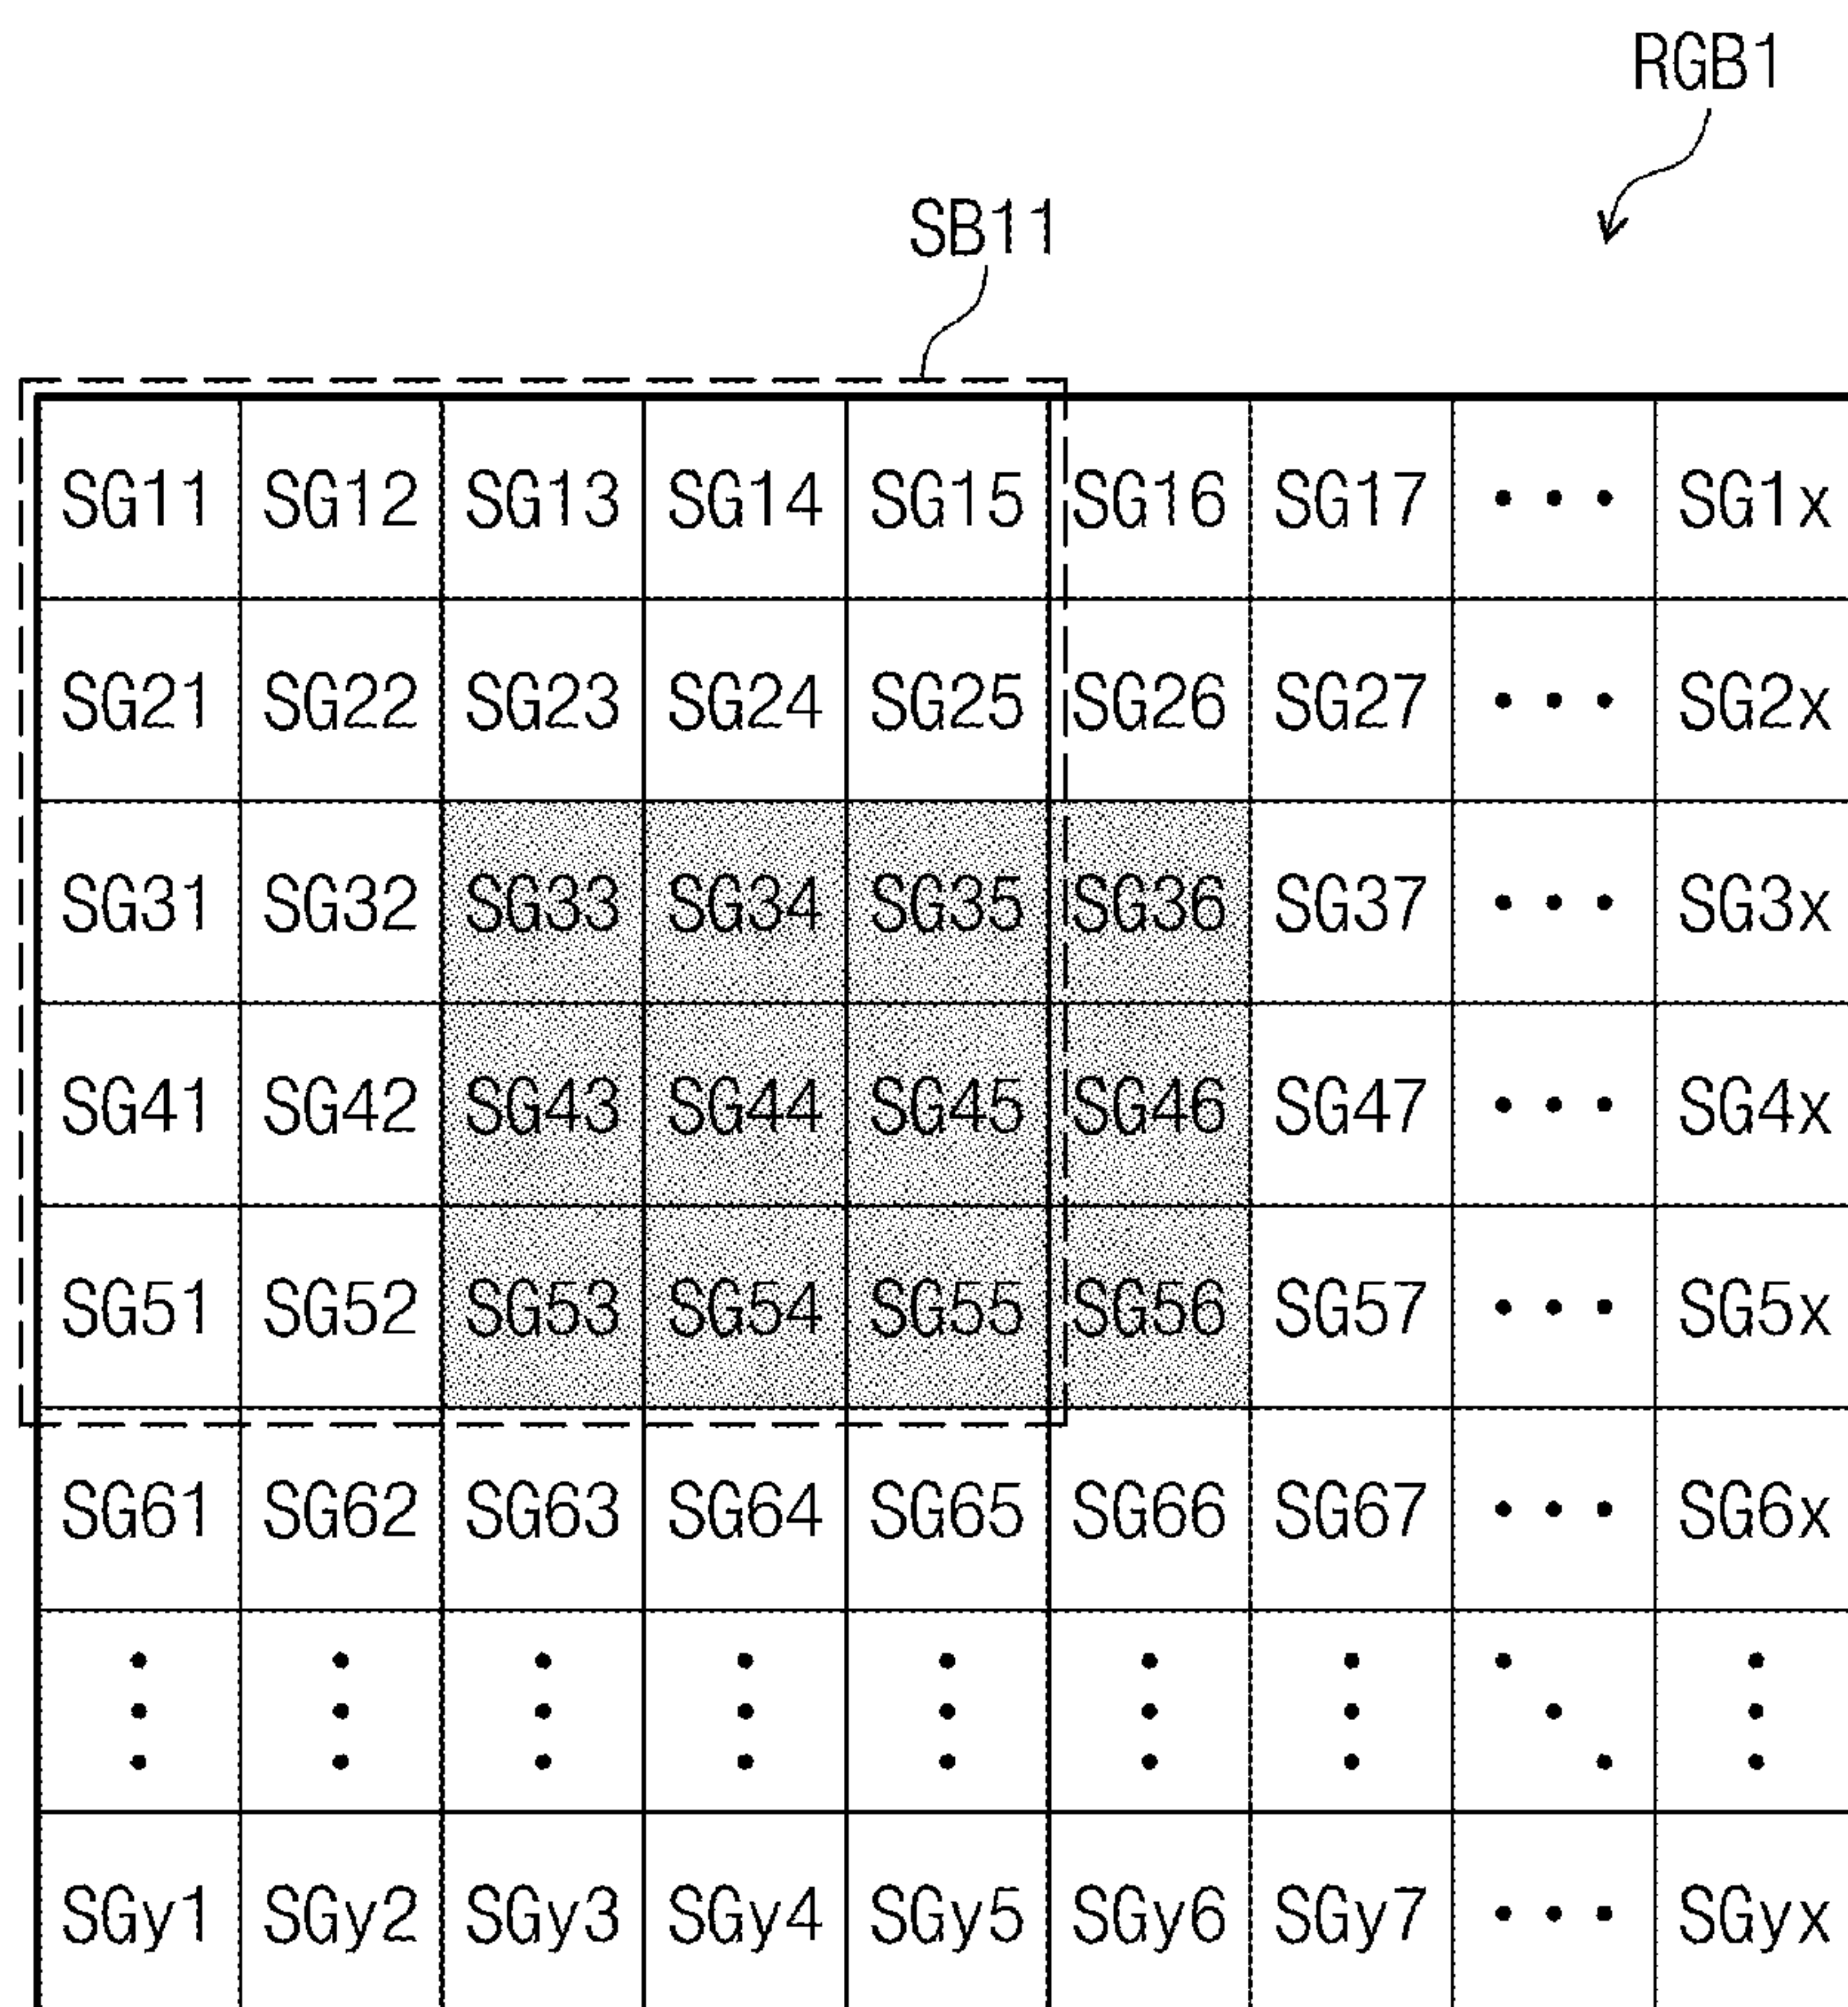 RGB1
SB11
SG11 SG12 SG13 SG14 SG15 SG16 SG17 • • • SG1x
SG21 SG22 SG23 SG24 SG25 SG26 SG27 • • • SG2x
SG31 SG32 SG33 SG34 SG35 SG36 SG37 • • • SG3x
SG41 SG42 SG43 SG44 SG45 SG46 SG47 • • • SG4x
SG51 SG52 SG53 SG54 SG55 SG56 SG57 • • • SG5x
SG61 SG62 SG63 SG64 SG65 SG66 SG67 • • • SG6x
SGy1 SGy2 SGy3 SGy4 SGy5 SGy6 SGy7 • • • SGyx